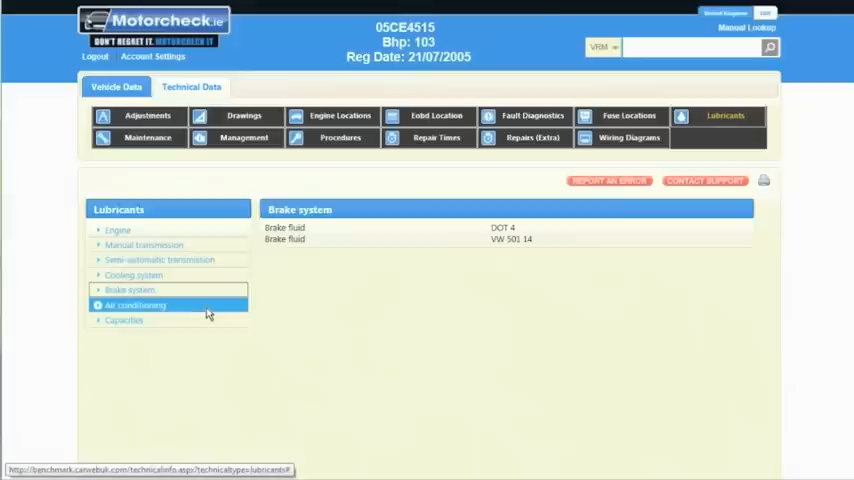 Motorcheck.ie
DON'T REGRET IT. MOTORCHECK IT
Logout Account Settings
05CE4515
Bhp: 103
Reg Date: 21/07/2005
United Kingdom
Manual Lookup
VRM
Vehicle Data Technical Data
Adjustments Drawings Engine Locations Eobd Location Fault Diagnostics Fuse Locations Lubricants
Maintenance Management Procedures Repair Times Repairs (Extra) Wiring Diagrams
REPORT AN ERROR CONTACT SUPPORT
Lubricants
Engine
Manual transmission
Semi-automatic transmission
Cooling system
Brake system
Air conditioning
Capacities
Brake system
Brake fluid DOT 4
Brake fluid VW 501 14
http://benchmark.carwebuk.com/technicalinfo.aspx?technicaltype=lubricants#